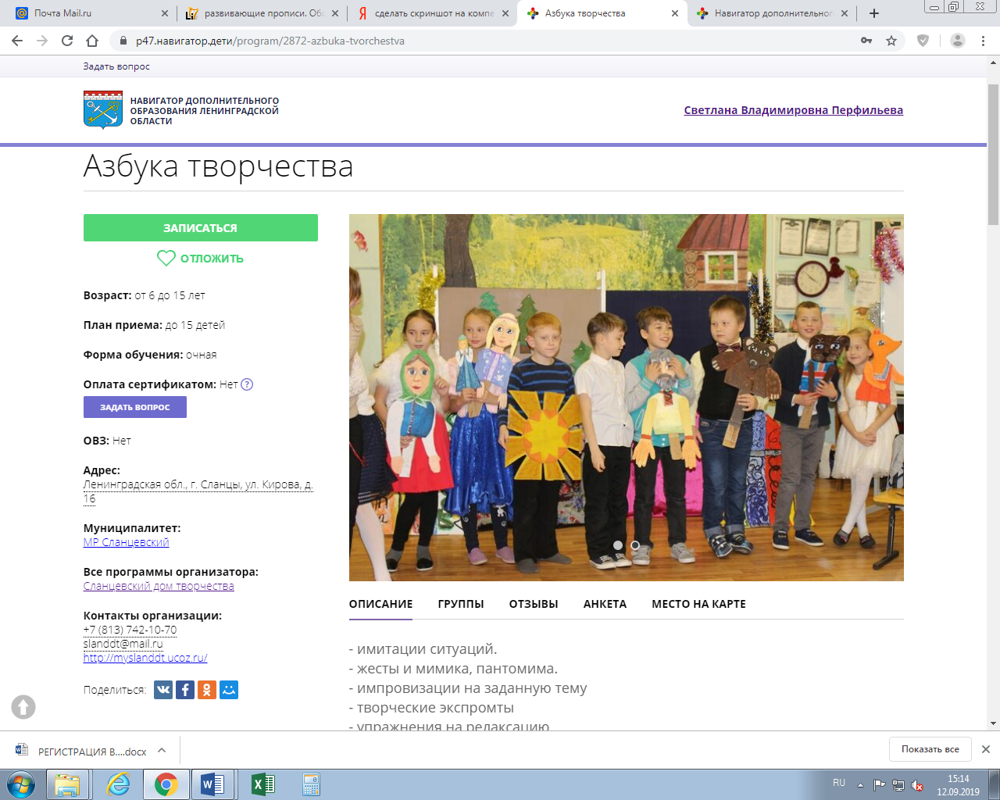 Почта Mail.ru
развивающие прописи. Обс
сделать скриншот на компе
Азбука творчества
Навигатор дополнительног
р47.навигатор.дети/program/2872-azbuka-tvorchestva
Задать вопрос
НАВИГАТОР ДОПОЛНИТЕЛЬНОГО
ОБРАЗОВАНИЯ ЛЕНИНГРАДСКОЙ
ОБЛАСТИ
Светлана Владимировна Перфильева
Азбука творчества
ЗАПИСАТЬСЯ
ОТЛОЖИТЬ
Возраст: от 6 до 15 лет
План приема: до 15 детей
Форма обучения: очная
Оплата сертификатом: Нет ?
ЗАДАТЬ ВОПРОС
ОВЗ: Нет
Адрес:
Ленинградская обл., г. Сланцы, ул. Кирова, д.
16
Муниципалитет:
МР Сланцевский
Все программы организатора:
Сланцевский дом творчества
Контакты организации:
+7 (813) 742-10-70
slanddt@mail.ru
http://myslanddt.ucoz.ru/
Поделиться:
ОПИСАНИЕ
ГРУППЫ
ОТЗЫВЫ
АНКЕТА
МЕСТО НА КАРТЕ
- имитации ситуаций.
- жесты и мимика, пантомима.
- импровизации на заданную тему
- творческие экспромты
- упражнения на релаксацию
РЕГИСТРАЦИЯ В....docx
Показать все
RU
15:14
12.09.2019